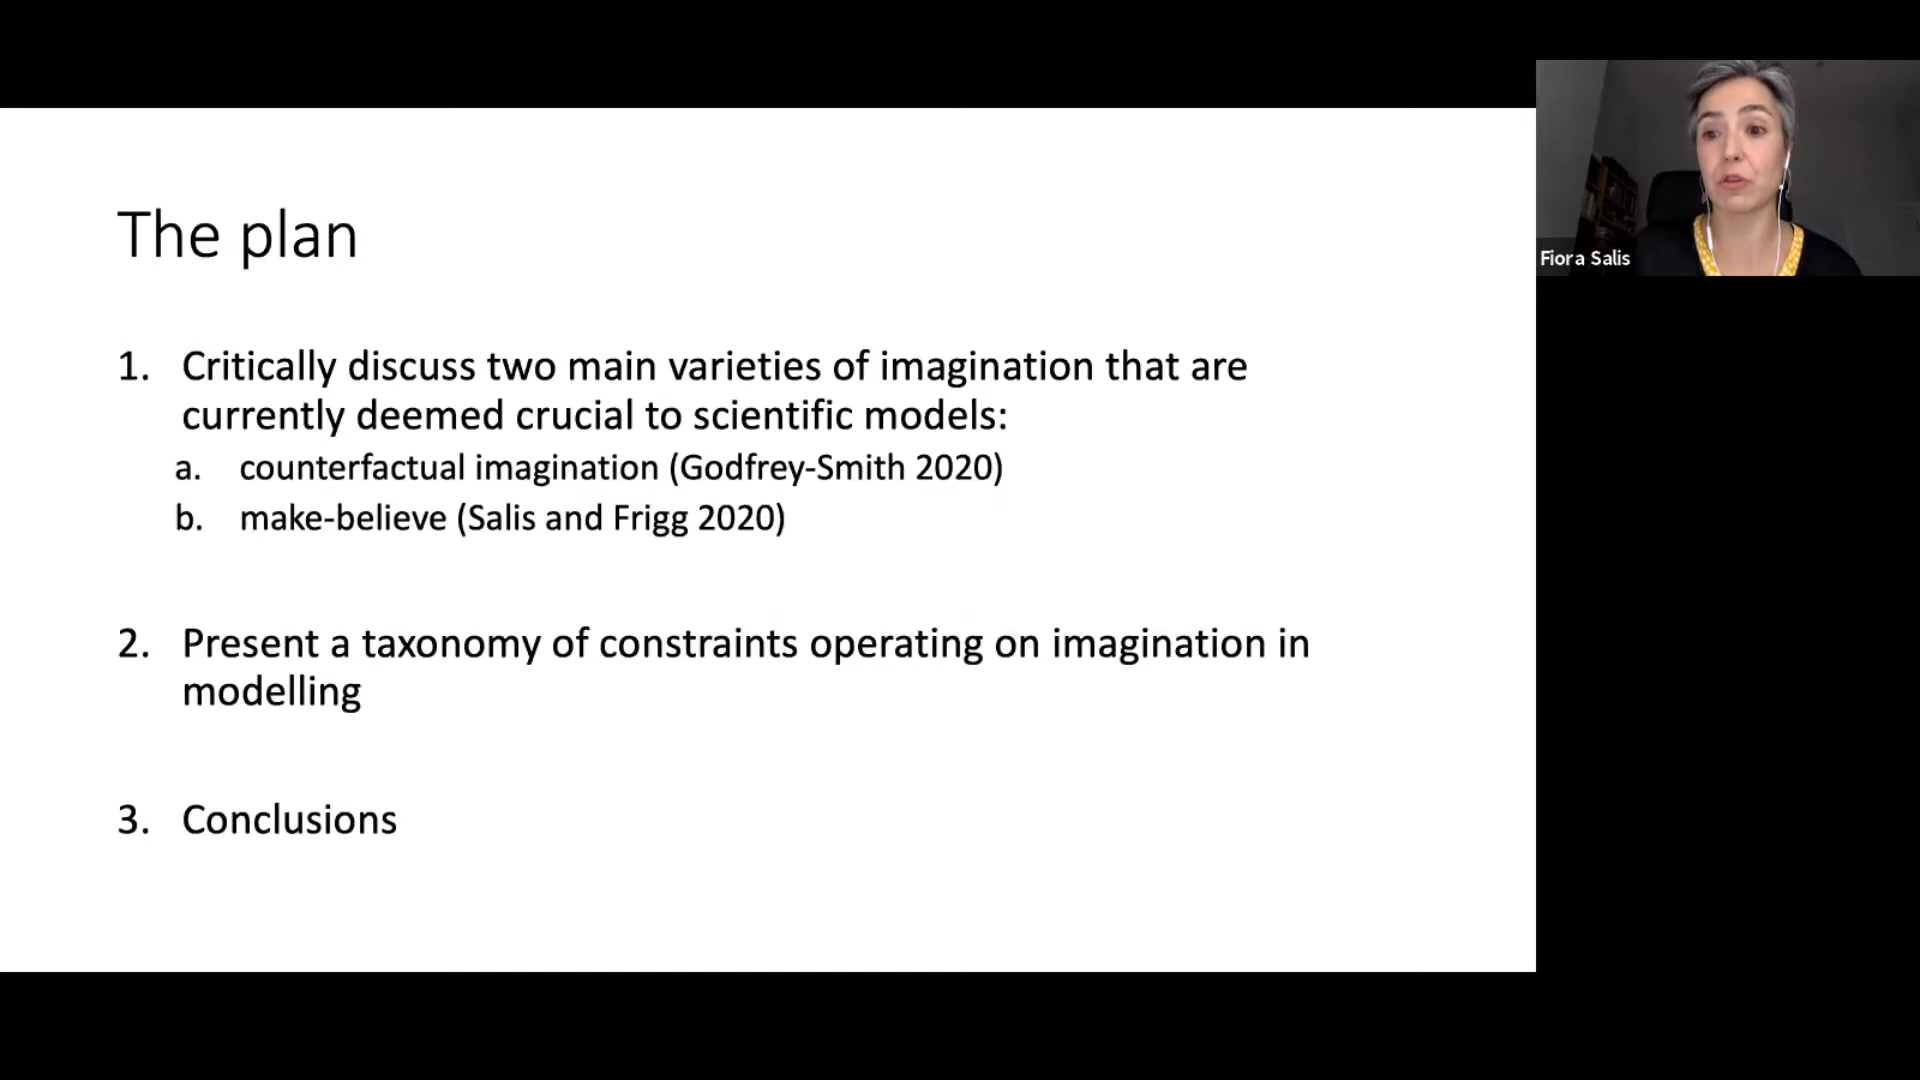 The plan
1. Critically discuss two main varieties of imagination that are
currently deemed crucial to scientific models:
a. counterfactual imagination (Godfrey-Smith 2020)
b. make-believe (Salis and Frigg 2020)
2. Present a taxonomy of constraints operating on imagination in
modelling
3. Conclusions
Fiora Salis